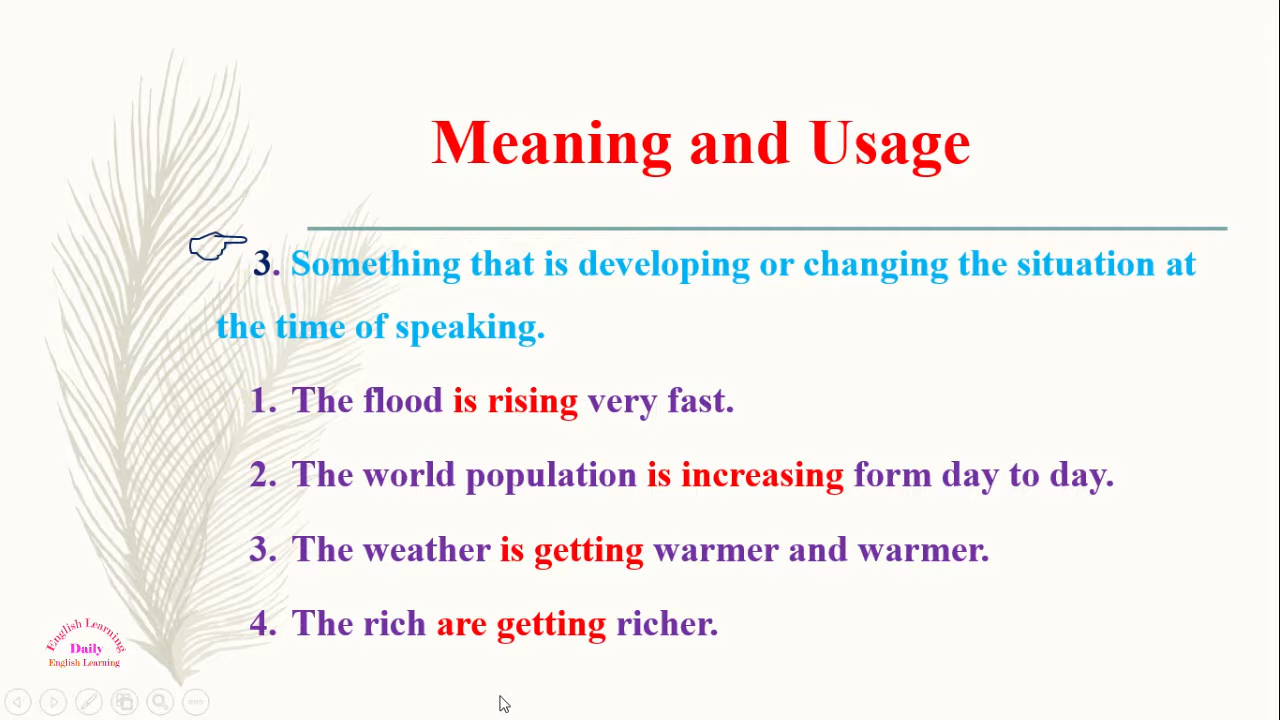 Meaning and Usage
3. Something that is developing or changing the situation at
the time of speaking.
1. The flood is rising very fast.
2. The world population is increasing form day to day.
3. The weather is getting warmer and warmer.
4. The rich are getting richer.
English Learning
Daily
English Learning